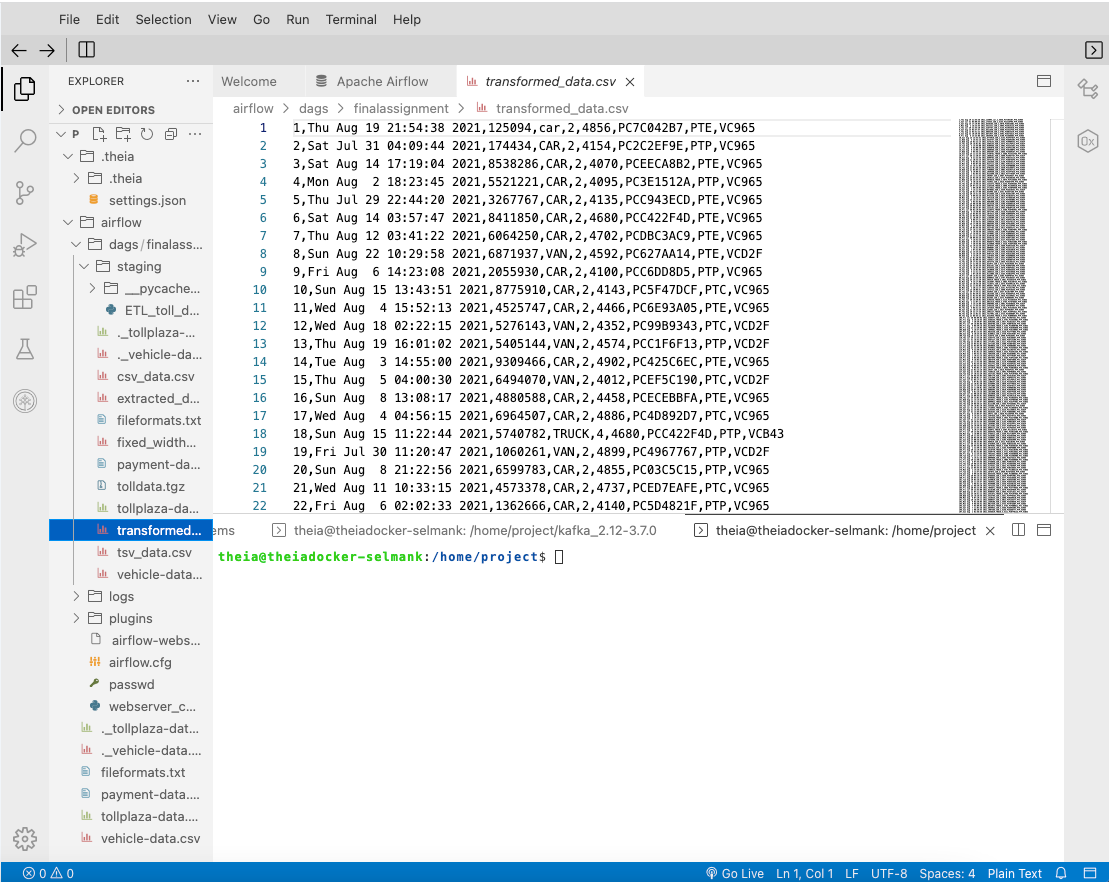 File Edit Selection View Go Run Terminal Help
EXPLORER ...
Welcome Apache Airflow transformed_data.csv
OPEN EDITORS
airflow > dags > finalassignment > transformed_data.csv
P
.theia
.theia
settings.json
airflow
dags/finalass...
staging
__pycache...
ETL_toll_d...
._tollplaza-...
._vehicle-da...
csv_data.csv
extracted_d...
fileformats.txt
fixed_width...
payment-da...
tolldata.tgz
tollplaza-da...
transformed...
tsv_data.csv
vehicle-data...
logs
plugins
airflow-webs...
airflow.cfg
passwd
webserver_c...
._tollplaza-dat...
._vehicle-data....
fileformats.txt
payment-data....
tollplaza-data....
vehicle-data.csv
1 1,Thu Aug 19 21:54:38 2021,125094,car,2,4856,PC7C042B7,PTE,VC965
2 2,Sat Jul 31 04:09:44 2021,174434,CAR,2,4154,PC2C2EF9E,PTP,VC965
3 3,Sat Aug 14 17:19:04 2021,8538286,CAR,2,4070,PCEECA8B2,PTE,VC965
4 4,Mon Aug  2 18:23:45 2021,5521221,CAR,2,4095,PC3E1512A,PTP,VC965
5 5,Thu Jul 29 22:44:20 2021,3267767,CAR,2,4135,PCC943ECD,PTE,VC965
6 6,Sat Aug 14 03:57:47 2021,8411850,CAR,2,4680,PCC422F4D,PTE,VC965
7 7,Thu Aug 12 03:41:22 2021,6064250,CAR,2,4702,PCDBC3AC9,PTE,VC965
8 8,Sun Aug 22 10:29:58 2021,6871937,VAN,2,4592,PC627AA14,PTE,VCD2F
9 9,Fri Aug  6 14:23:08 2021,2055930,CAR,2,4100,PCC6DD8D5,PTP,VC965
10 10,Sun Aug 15 13:43:51 2021,8775910,CAR,2,4143,PC5F47DCF,PTC,VC965
11 11,Wed Aug  4 15:52:13 2021,4525747,CAR,2,4466,PC6E93A05,PTE,VC965
12 12,Wed Aug 18 02:22:15 2021,5276143,VAN,2,4352,PC99B9343,PTC,VCD2F
13 13,Thu Aug 19 16:01:02 2021,5405144,VAN,2,4574,PCC1F6F13,PTP,VCD2F
14 14,Tue Aug  3 14:55:00 2021,9309466,CAR,2,4902,PC425C6EC,PTE,VC965
15 15,Thu Aug  5 04:00:30 2021,6494070,VAN,2,4012,PCEF5C190,PTC,VCD2F
16 16,Sun Aug  8 13:08:17 2021,4880588,CAR,2,4458,PCECEBBFA,PTE,VC965
17 17,Wed Aug  4 04:56:15 2021,6964507,CAR,2,4886,PC4D892D7,PTC,VC965
18 18,Sun Aug 15 11:22:44 2021,5740782,TRUCK,4,4680,PCC422F4D,PTP,VCB43
19 19,Fri Jul 30 11:20:47 2021,1060261,VAN,2,4899,PC4967767,PTP,VCD2F
20 20,Sun Aug  8 21:22:56 2021,6599783,CAR,2,4855,PC03C5C15,PTP,VC965
21 21,Wed Aug 11 10:33:15 2021,4573378,CAR,2,4737,PCED7EAFE,PTC,VC965
22 22,Fri Aug  6 02:02:33 2021,1362666,CAR,2,4140,PC5D4821F,PTP,VC965
ems theia@theiadocker-selmank: /home/project/kafka_2.12-3.7.0 theia@theiadocker-selmank: /home/project
theia@theiadocker-selmank:/home/project$
0x
0 0 Go Live Ln 1, Col 1 LF UTF-8 Spaces: 4 Plain Text